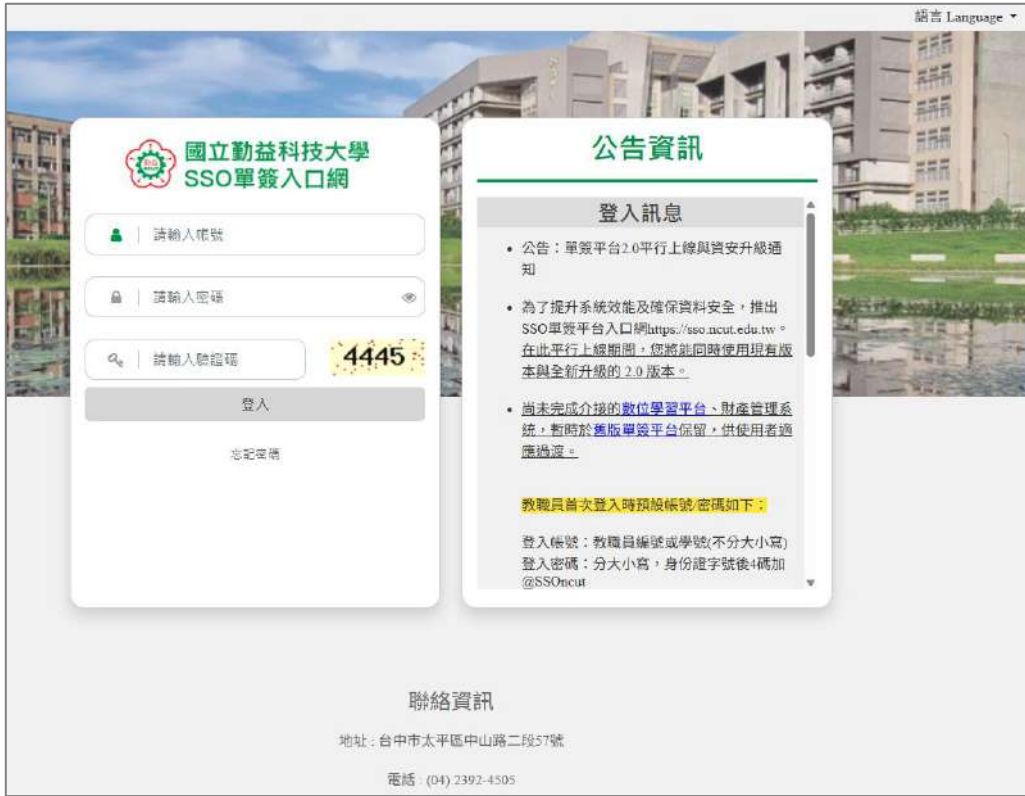 語言 Language
國立勤益科技大學
SSO單簽入口網
請輸入帳號
請輸入密碼
請輸入驗證碼
4445
登入
忘記密碼
公告資訊
登入訊息
公告：單簽平台2.0平行上線與資安升級通
知
為了提升系統效能及確保資料安全，推出
SSO單簽平台入口網https://sso.ncut.edu.tw。
在此平行上線期間，您將能同時使用現有版
本與全新升級的 2.0 版本。
尚未完成介接的數位學習平台、財產管理系
統，暫時於舊版單簽平台保留，供使用者適
應過渡。
教職員首次登入時預設帳號/密碼如下：
登入帳號：教職員編號或學號(不分大小寫)
登入密碼：分大小寫，身份證字號後4碼加
@SSOncut
聯絡資訊
地址 : 台中市太平區中山路二段57號
電話 : (04) 2392-4505